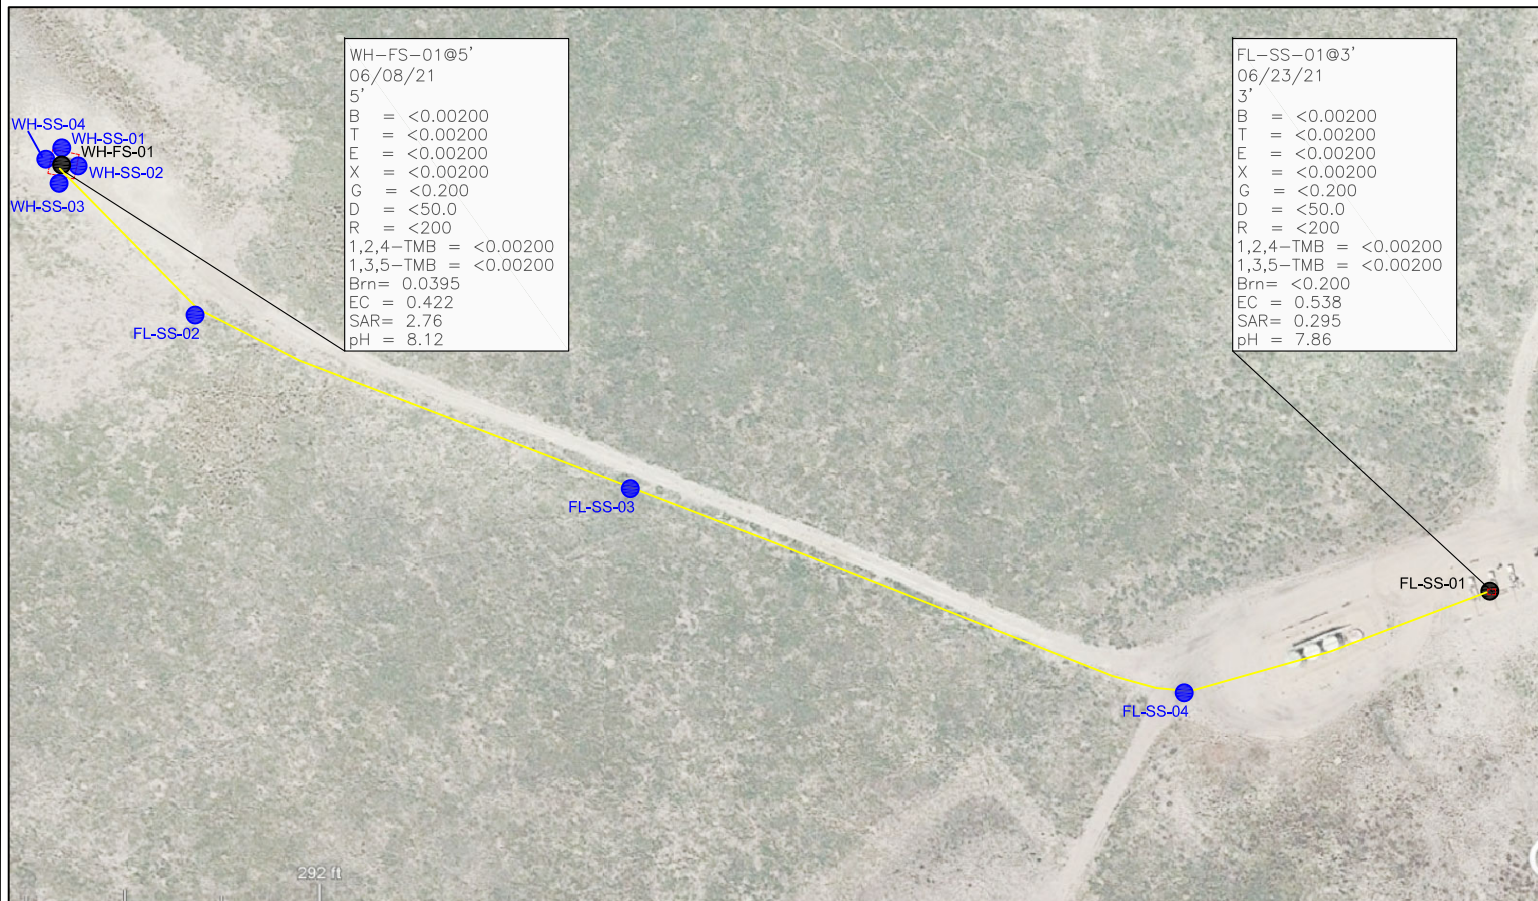 WH-FS-01@5'
06/08/21
5'
B = <0.00200
T = <0.00200
E = <0.00200
X = <0.00200
G = <0.200
D = <50.0
R = <200
1,2,4-TMB = <0.00200
1,3,5-TMB = <0.00200
Brn= 0.0395
EC = 0.422
SAR= 2.76
pH = 8.12
FL-SS-01@3'
06/23/21
3'
B = <0.00200
T = <0.00200
E = <0.00200
X = <0.00200
G = <0.200
D = <50.0
R = <200
1,2,4-TMB = <0.00200
1,3,5-TMB = <0.00200
Brn= <0.200
EC = 0.538
SAR= 0.295
pH = 7.86
WH-SS-04
WH-SS-01
WH-FS-01
WH-SS-02
WH-SS-03
FL-SS-02
FL-SS-03
FL-SS-01
FL-SS-04
292 ft